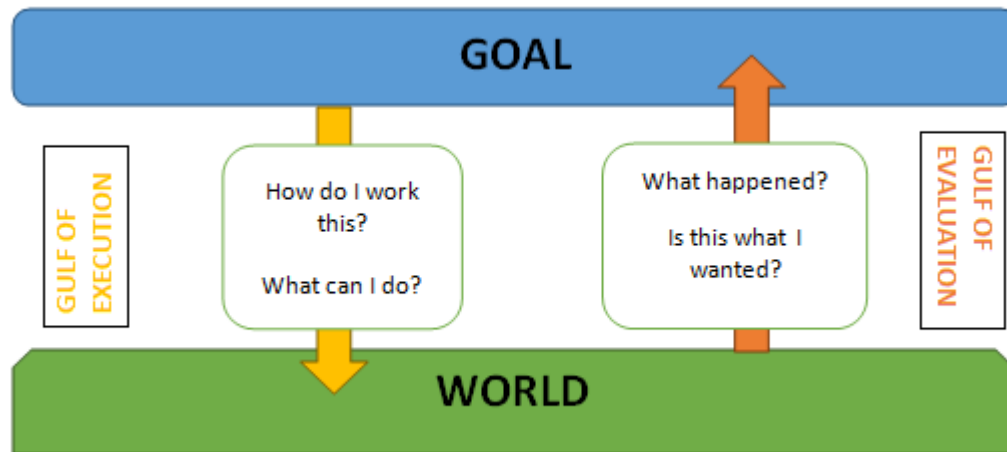 GOAL
GULF OF
EXECUTION
How do I work
this?
What can I do?
What happened?
Is this what I
wanted?
GULF OF
EVALUATION
WORLD